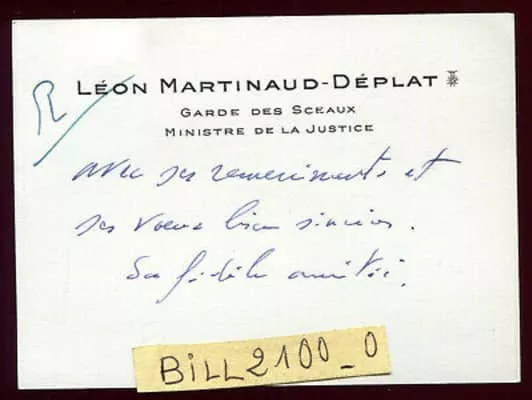 R
LÉON MARTINAUD-DÉPLAT
GARDE DES SCEAUX
MINISTRE DE LA JUSTICE
avec ses remerciements et
ses voeux bien sincères.
Sa fidèle amitié.
BILL2100_0